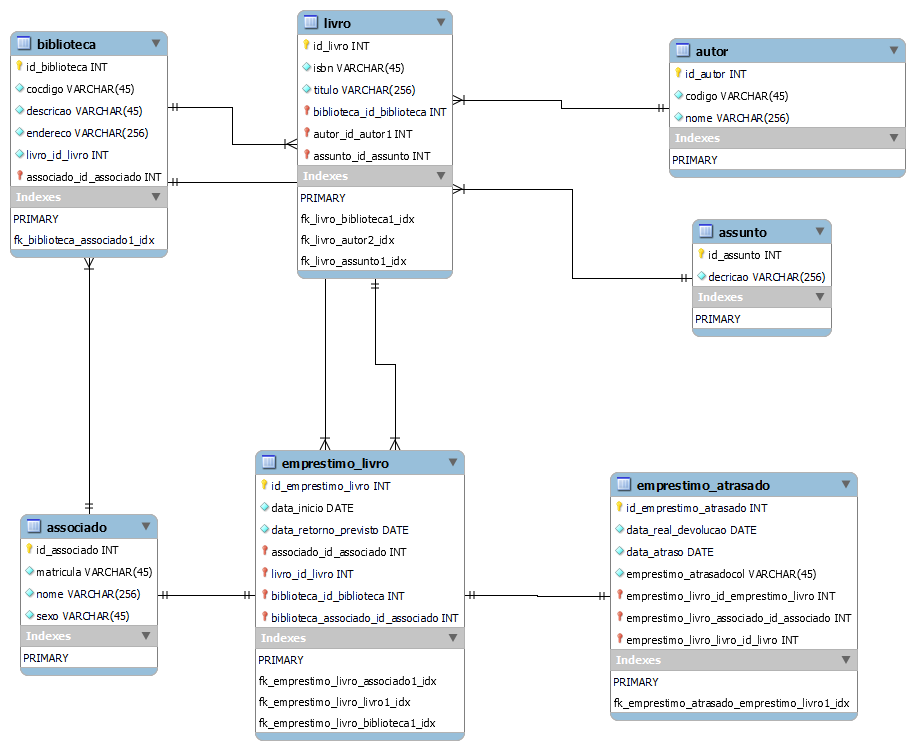 biblioteca
id_biblioteca INT
cocdigo VARCHAR(45)
descricao VARCHAR(45)
endereco VARCHAR(256)
livro_id_livro INT
associado_id_associado INT
Indexes
PRIMARY
fk_biblioteca_associado1_idx
livro
id_livro INT
isbn VARCHAR(45)
titulo VARCHAR(256)
biblioteca_id_biblioteca INT
autor_id_autor1 INT
assunto_id_assunto INT
Indexes
PRIMARY
fk_livro_biblioteca1_idx
fk_livro_autor2_idx
fk_livro_assunto1_idx
autor
id_autor INT
codigo VARCHAR(45)
nome VARCHAR(256)
Indexes
PRIMARY
assunto
id_assunto INT
decricao VARCHAR(256)
Indexes
PRIMARY
associado
id_associado INT
matricula VARCHAR(45)
nome VARCHAR(256)
sexo VARCHAR(45)
Indexes
PRIMARY
emprestimo_livro
id_emprestimo_livro INT
data_inicio DATE
data_retorno_previsto DATE
associado_id_associado INT
livro_id_livro INT
biblioteca_id_biblioteca INT
biblioteca_associado_id_associado INT
Indexes
PRIMARY
fk_emprestimo_livro_associado1_idx
fk_emprestimo_livro_livro1_idx
fk_emprestimo_livro_biblioteca1_idx
emprestimo_atrasado
id_emprestimo_atrasado INT
data_real_devolucao DATE
data_atraso DATE
emprestimo_atrasadocol VARCHAR(45)
emprestimo_livro_id_emprestimo_livro INT
emprestimo_livro_associado_id_associado INT
emprestimo_livro_livro_id_livro INT
Indexes
PRIMARY
fk_emprestimo_atrasado_emprestimo_livro1_idx